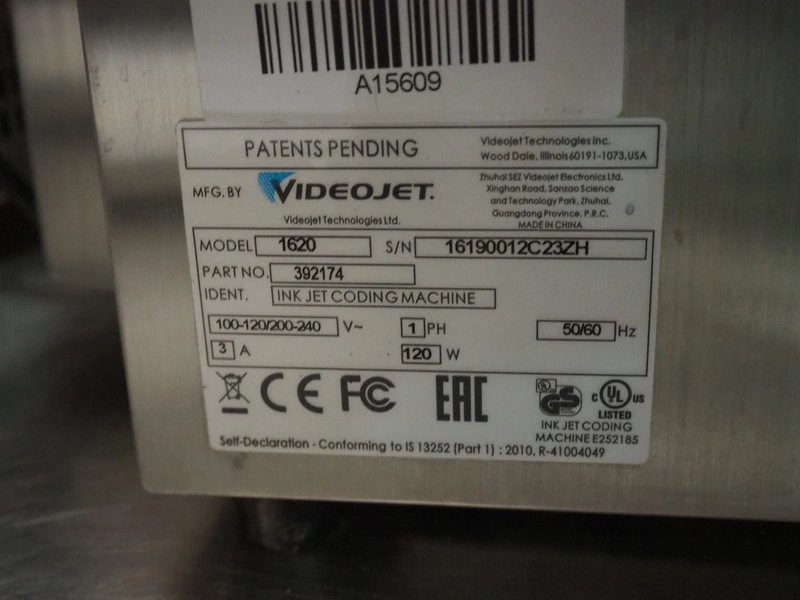 A15609
PATENTS PENDING
Videojet Technologies Inc.
Wood Dale, Illinois60191-1073,USA
MFG. BY VIDEOJET.
Videojet Technologies Ltd.
Zhuhai SEZ Videojet Electronics Ltd.
Xinghan Road, Sanzao Science
and Technology Park, Zhuhai,
Guangdong Province, P.R.C.
MADE IN CHINA
MODEL 1620 S/N 16190012C23ZH
PART NO. 392174
IDENT. INK JET CODING MACHINE
100-120/200-240 V~ 1 PH 50/60 Hz
3 A 120 W
CE FC EAC GS c UL us
LISTED
INK JET CODING
MACHINE E252185
Self-Declaration - Conforming to IS 13252 (Part 1) : 2010, R-41004049